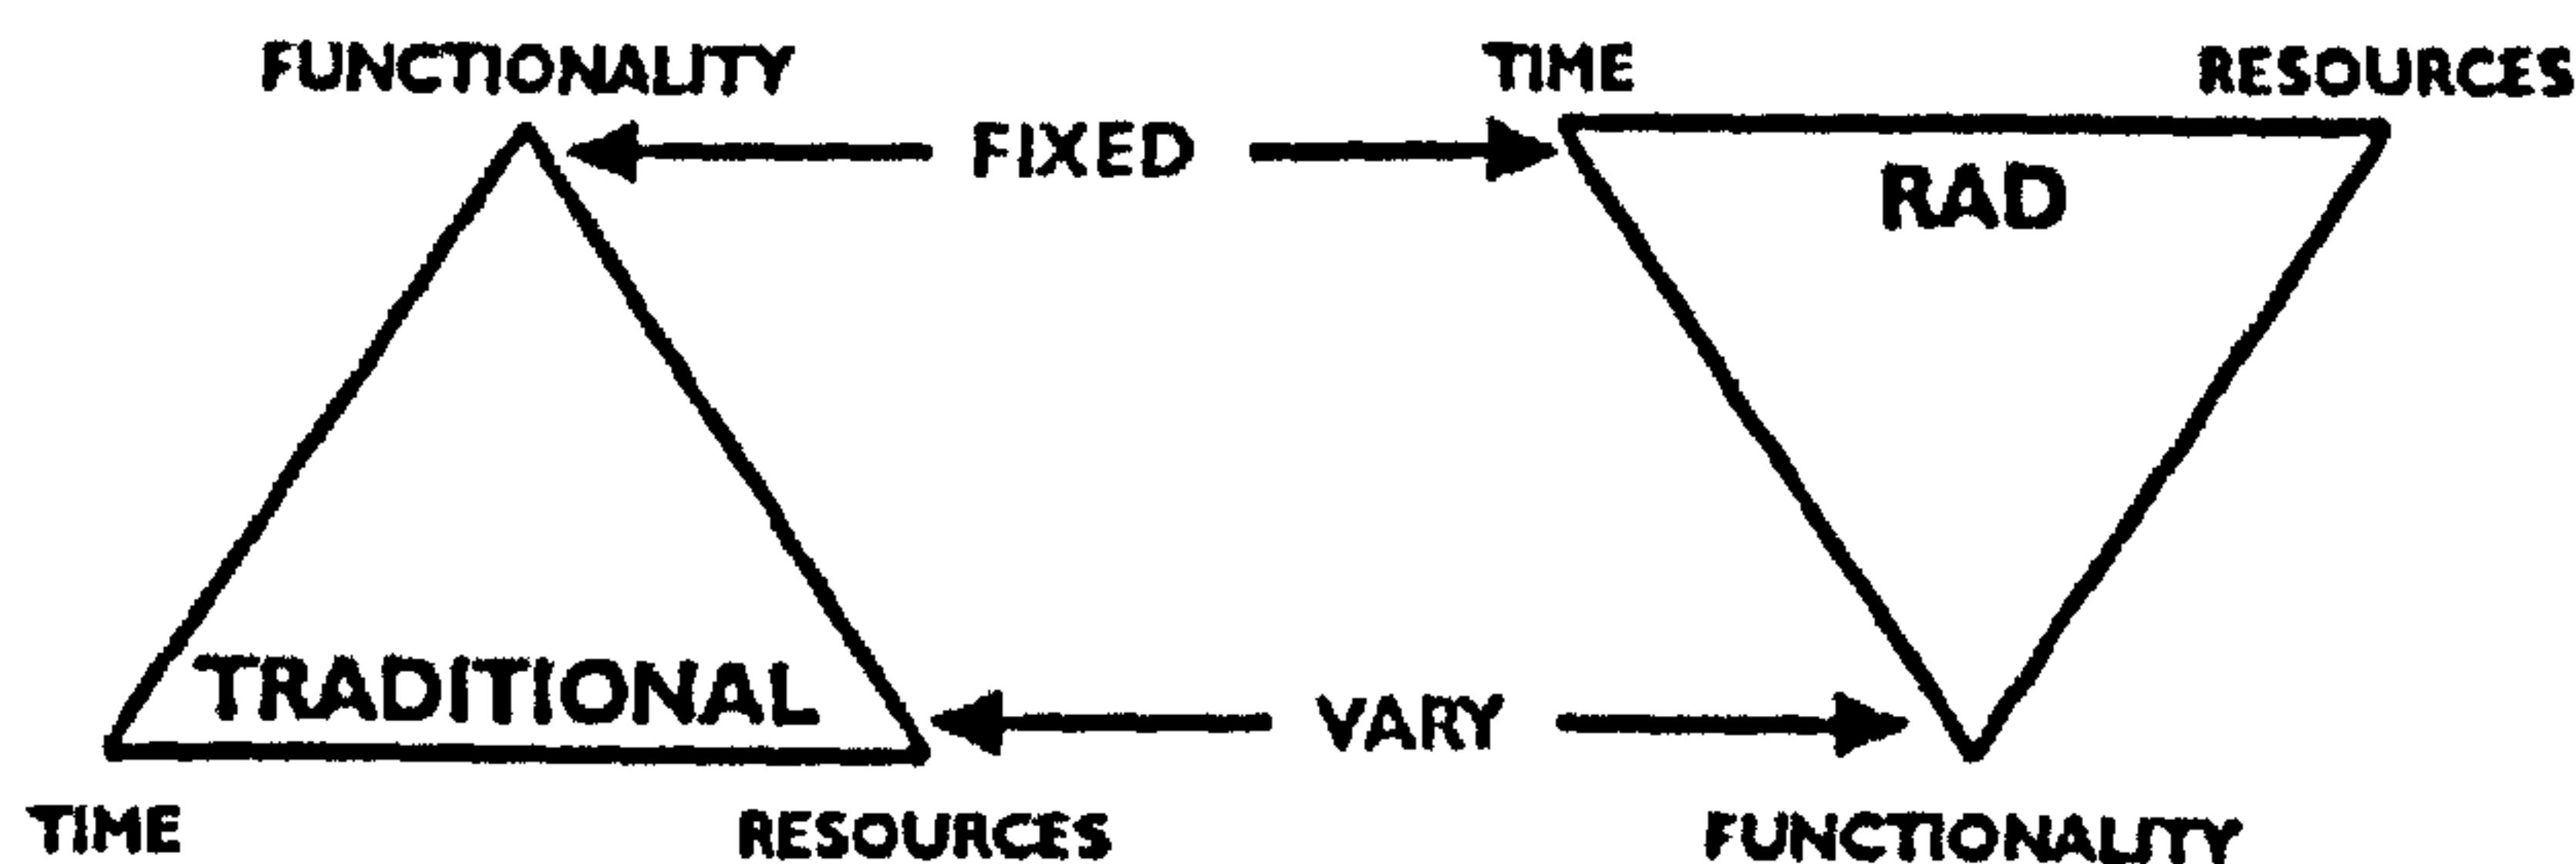 FUNCTIONALITY
TIME
RESOURCES
FIXED
RAD
TRADITIONAL
VARY
TIME
RESOURCES
FUNCTIONALITY